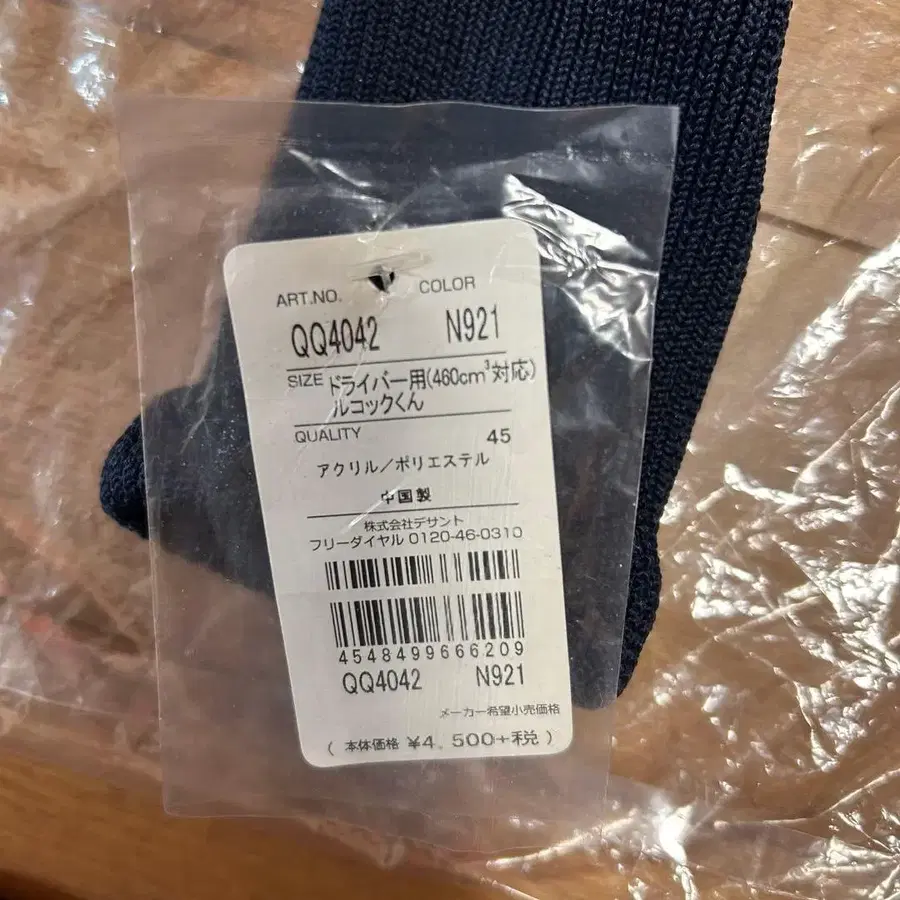 ART.NO. COLOR
QQ4042 N921
SIZE ドライバー用(460cm³対応)
ルコックくん
QUALITY 45
アクリル/ポリエステル
中国製
株式会社デサント
フリーダイヤル 0120-46-0310
4548499666209
QQ4042 N921
メーカー希望小売価格
( 本体価格 ¥4,500+税 )